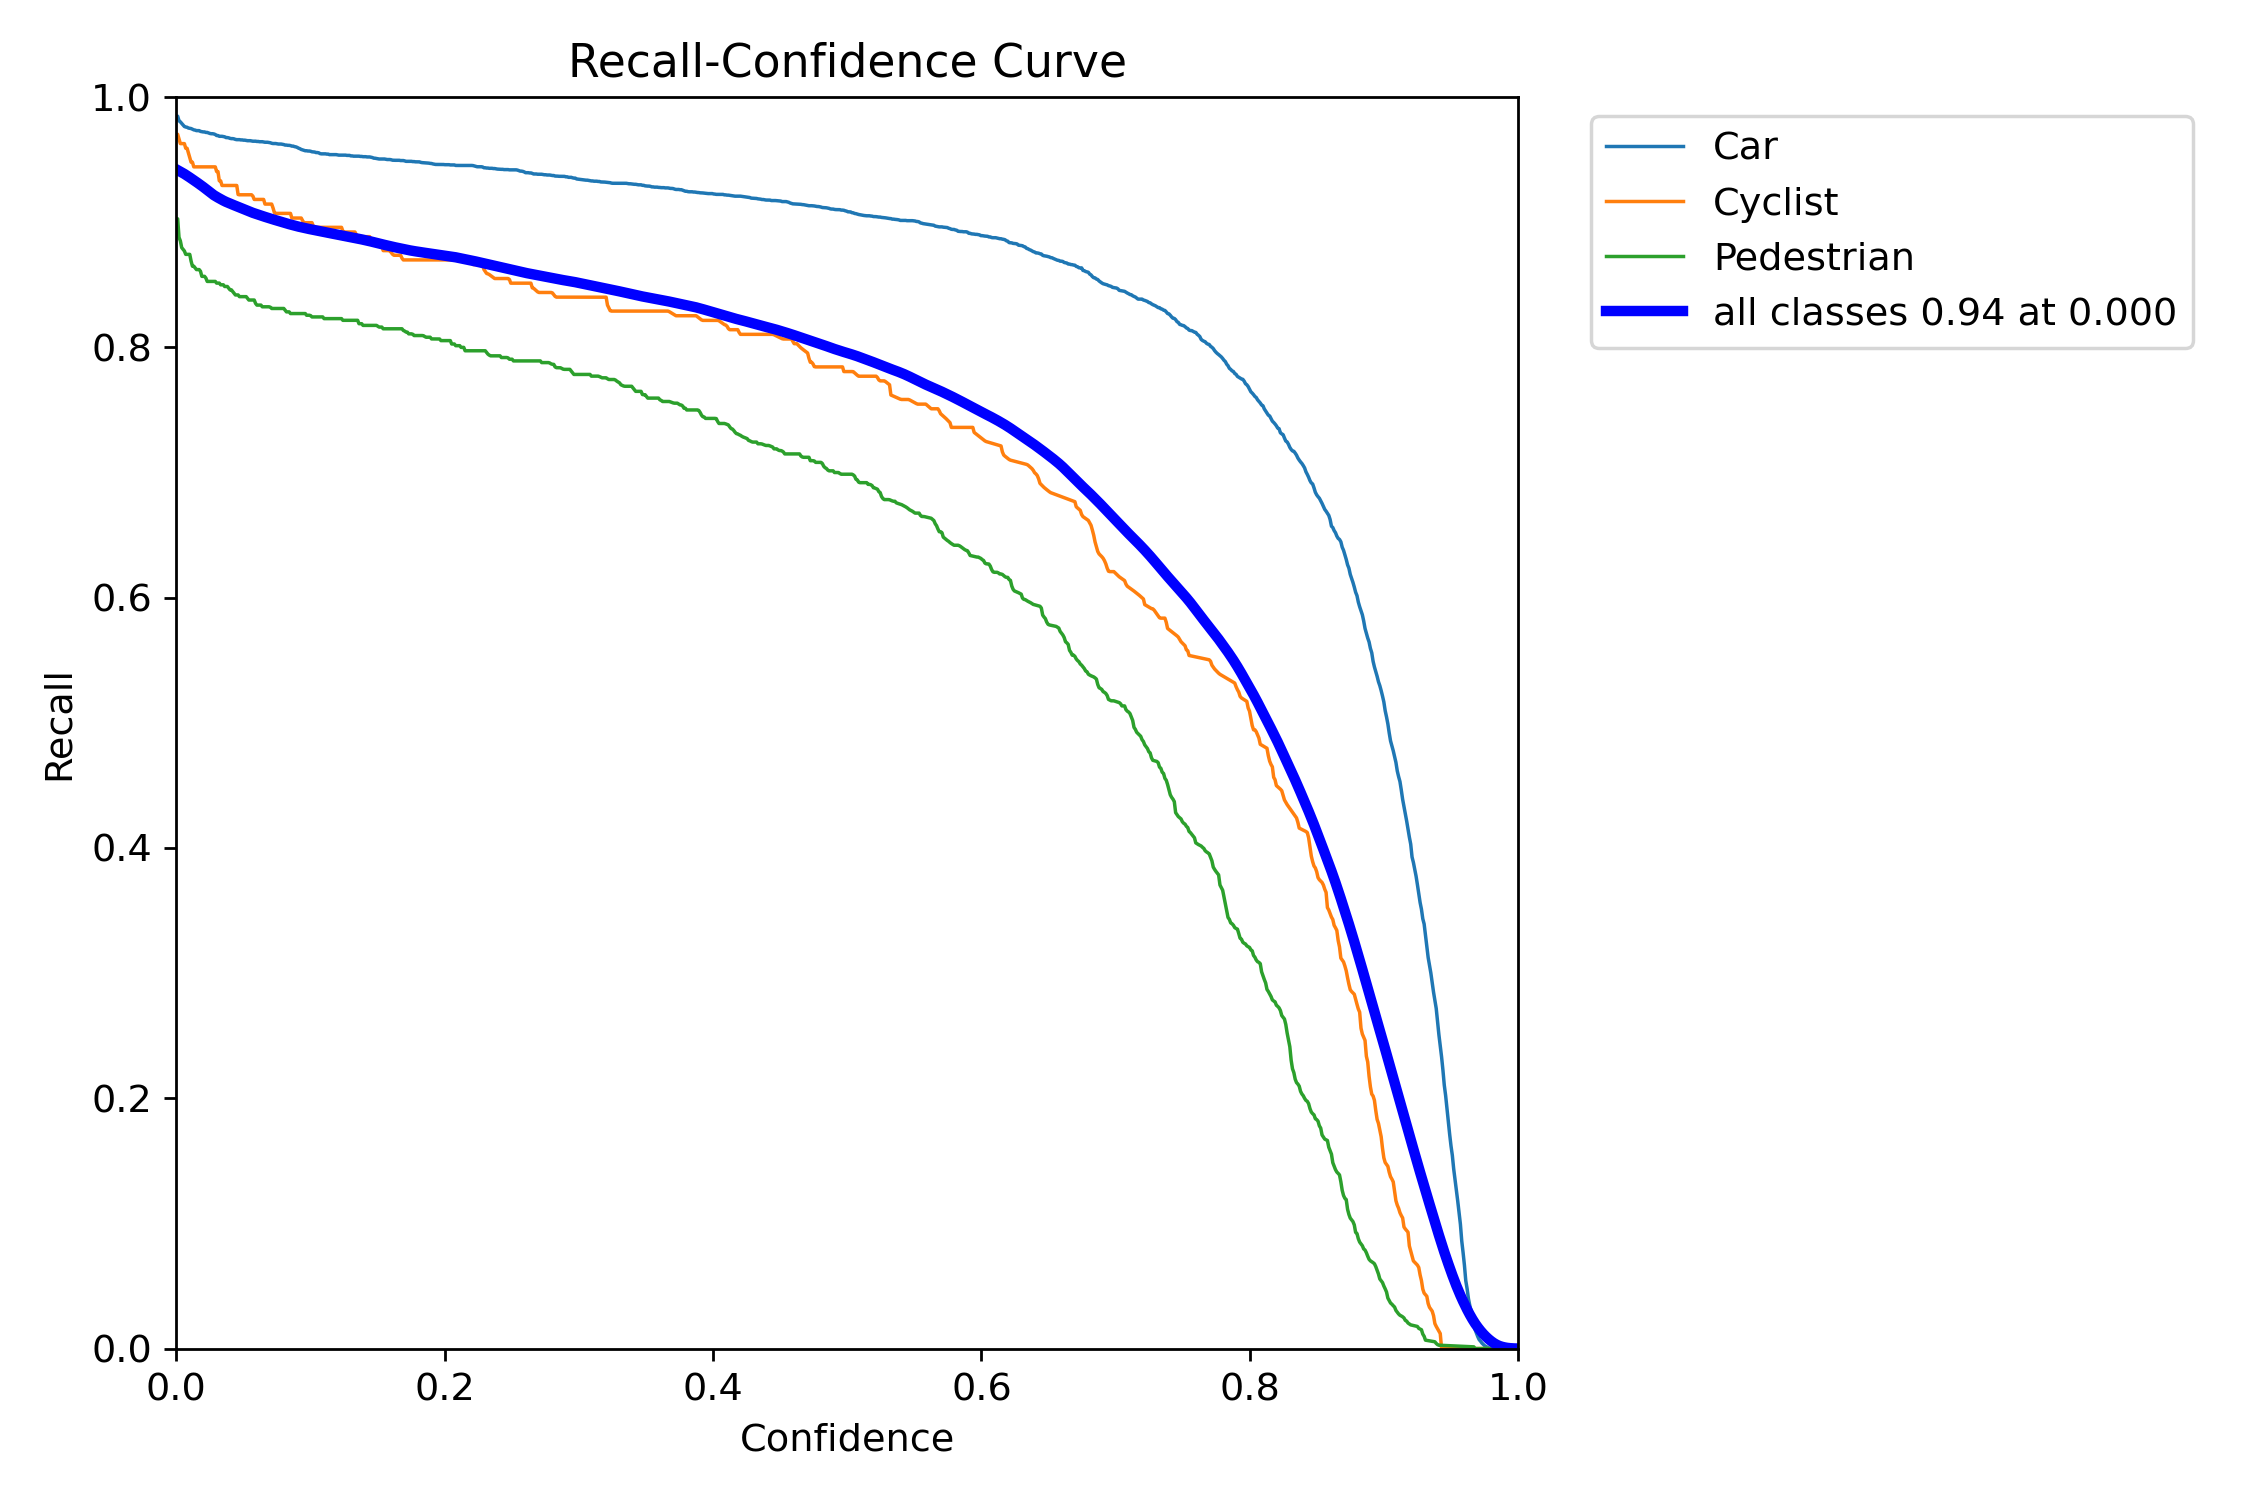 Recall-Confidence Curve
1.0
0.8
0.6
0.4
0.2
0.0
Recall
0.0 0.2 0.4 0.6 0.8 1.0
Confidence
Car
Cyclist
Pedestrian
all classes 0.94 at 0.000